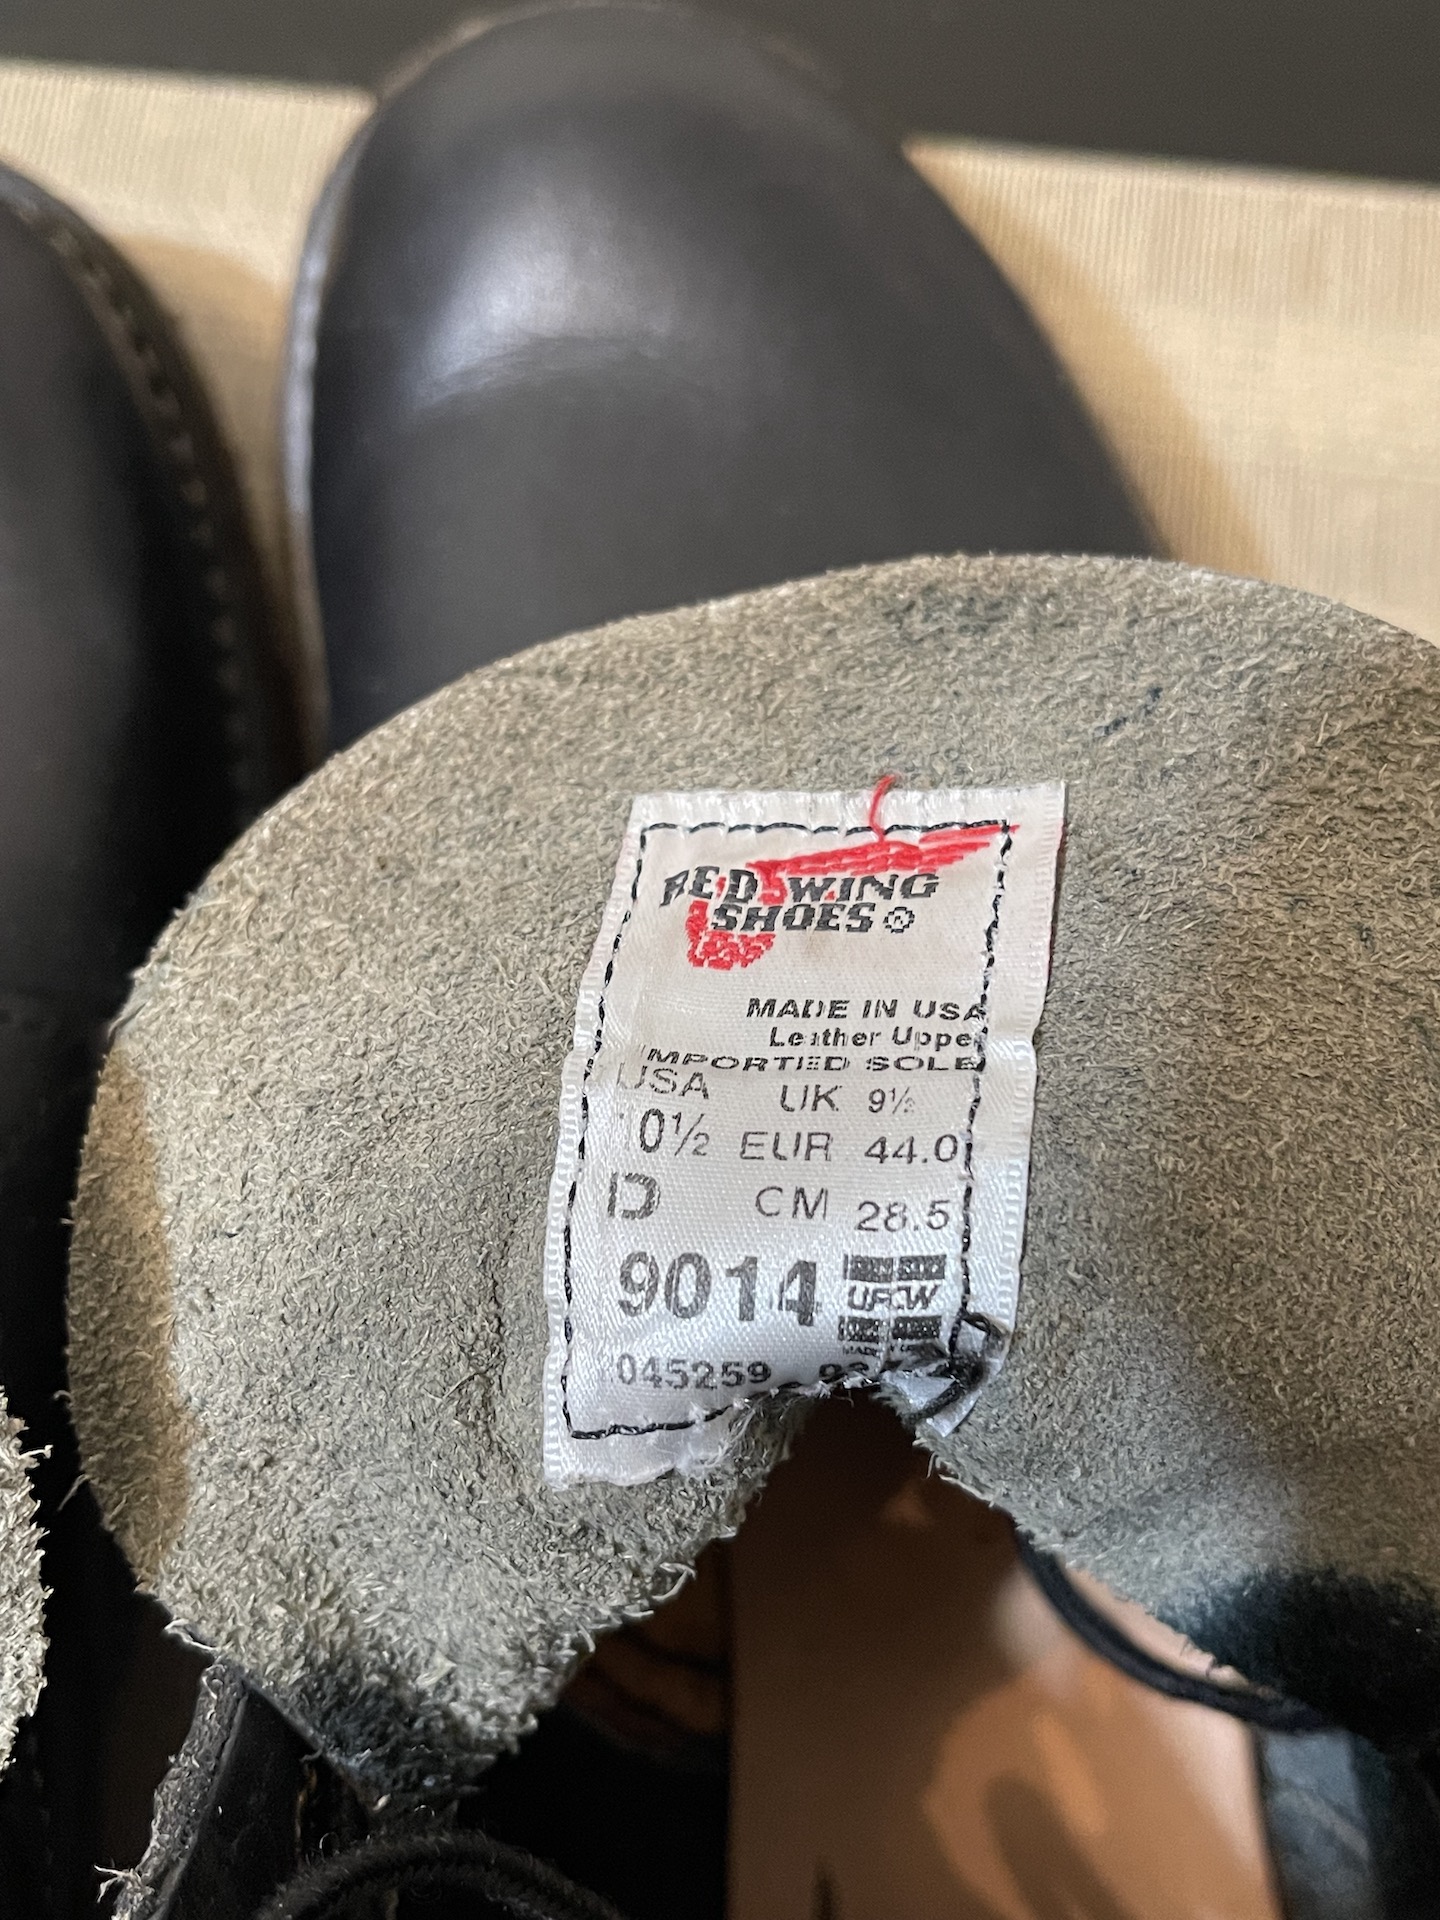 RED WING
SHOES®
MADE IN USA
Leather Upper
IMPORTED SOLE
USA UK 9½
10½ EUR 44.0
D CM 28.5
9014 UFCW
045259